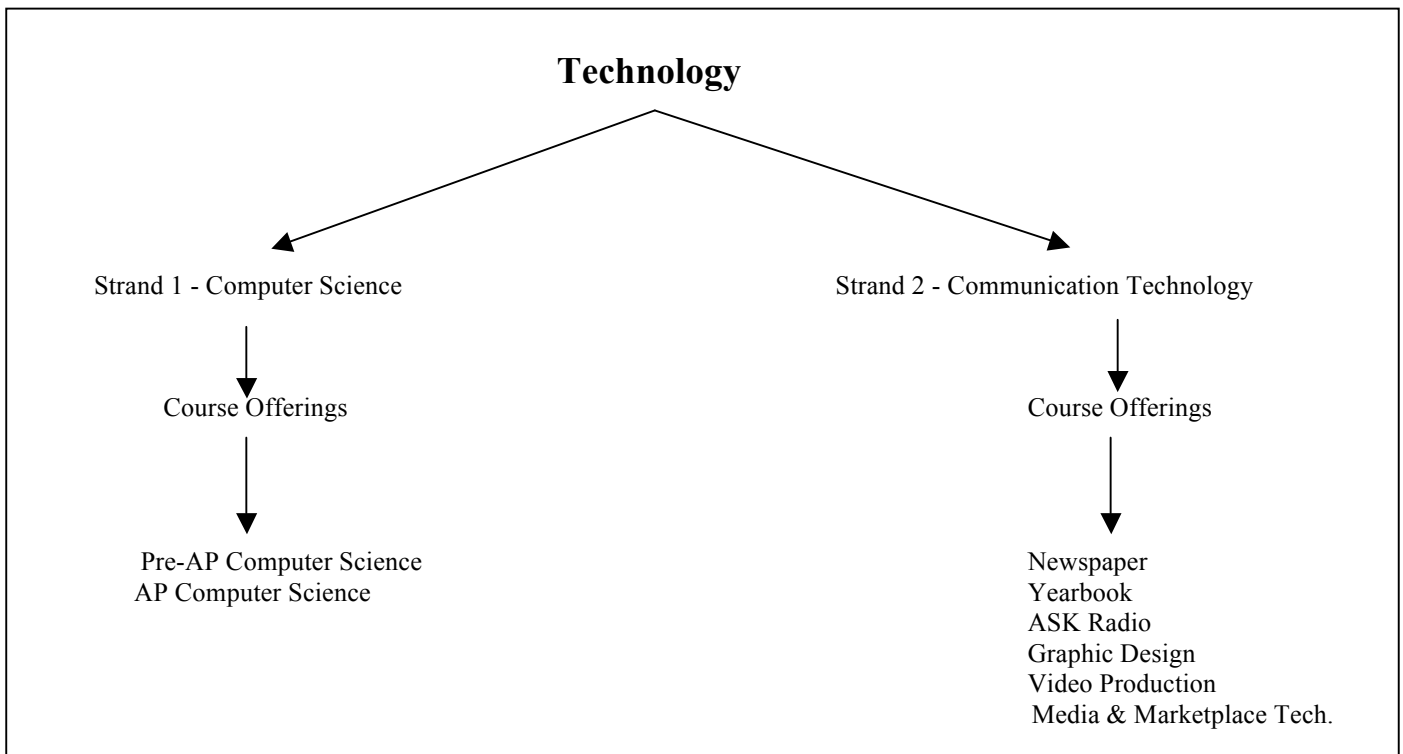 Technology
Strand 1 - Computer Science
Strand 2 - Communication Technology
Course Offerings
Course Offerings
Pre-AP Computer Science
AP Computer Science
Newspaper
Yearbook
ASK Radio
Graphic Design
Video Production
Media & Marketplace Tech.